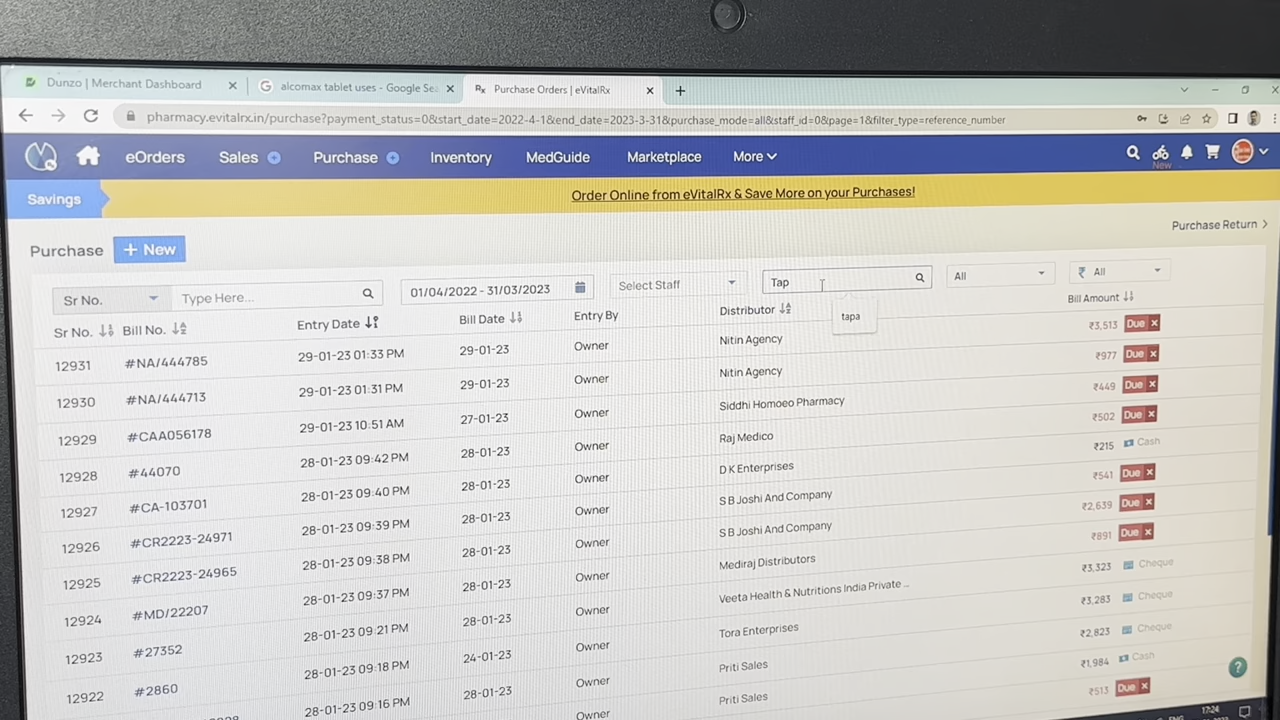 Dunzo | Merchant Dashboard
alcomax tablet uses - Google Se
Purchase Orders | eVitalRx
pharmacy.evitalrx.in/purchase?payment_status=0&start_date=2022-4-1&end_date=2023-3-31&purchase_mode=all&staff_id=0&page=1&filter_type=reference_number
eOrders Sales Purchase Inventory MedGuide Marketplace More New
Savings
Order Online from eVitalRx & Save More on your Purchases!
Purchase Return >
Purchase + New
Sr No. Type Here... 01/04/2022 - 31/03/2023 Select Staff Tap All ₹ All
tapa
Sr No. Bill No. Entry Date Bill Date Entry By Distributor Bill Amount
12931 #NA/444785 29-01-23 01:33 PM 29-01-23 Owner Nitin Agency ₹3,513 Due
12930 #NA/444713 29-01-23 01:31 PM 29-01-23 Owner Nitin Agency ₹977 Due
12929 #CAA056178 29-01-23 10:51 AM 27-01-23 Owner Siddhi Homoeo Pharmacy ₹449 Due
12928 #44070 28-01-23 09:42 PM 28-01-23 Owner Raj Medico ₹502 Due
12927 #CA-103701 28-01-23 09:40 PM 28-01-23 Owner D K Enterprises ₹215 Cash
12926 #CR2223-24971 28-01-23 09:39 PM 28-01-23 Owner S B Joshi And Company ₹541 Due
12925 #CR2223-24965 28-01-23 09:38 PM 28-01-23 Owner S B Joshi And Company ₹2,639 Due
12924 #MD/22207 28-01-23 09:37 PM 28-01-23 Owner Mediraj Distributors ₹891 Due
12923 #27352 28-01-23 09:21 PM 28-01-23 Owner Veeta Health & Nutritions India Private ... ₹3,323 Cheque
12922 #2860 28-01-23 09:18 PM 24-01-23 Owner Tora Enterprises ₹3,283 Cheque
28-01-23 09:16 PM 28-01-23 Owner Priti Sales ₹2,823 Cheque
Owner Priti Sales ₹1,984 Cash
₹513 Due
17:24
ENG